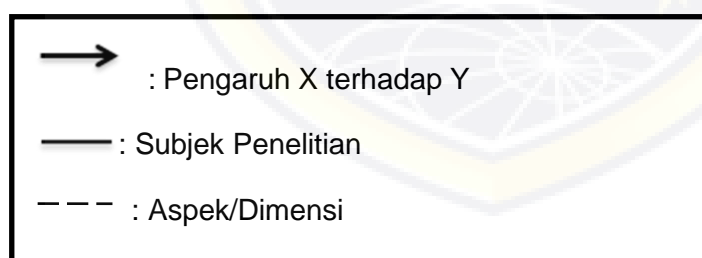 : Pengaruh X terhadap Y
: Subjek Penelitian
: Aspek/Dimensi